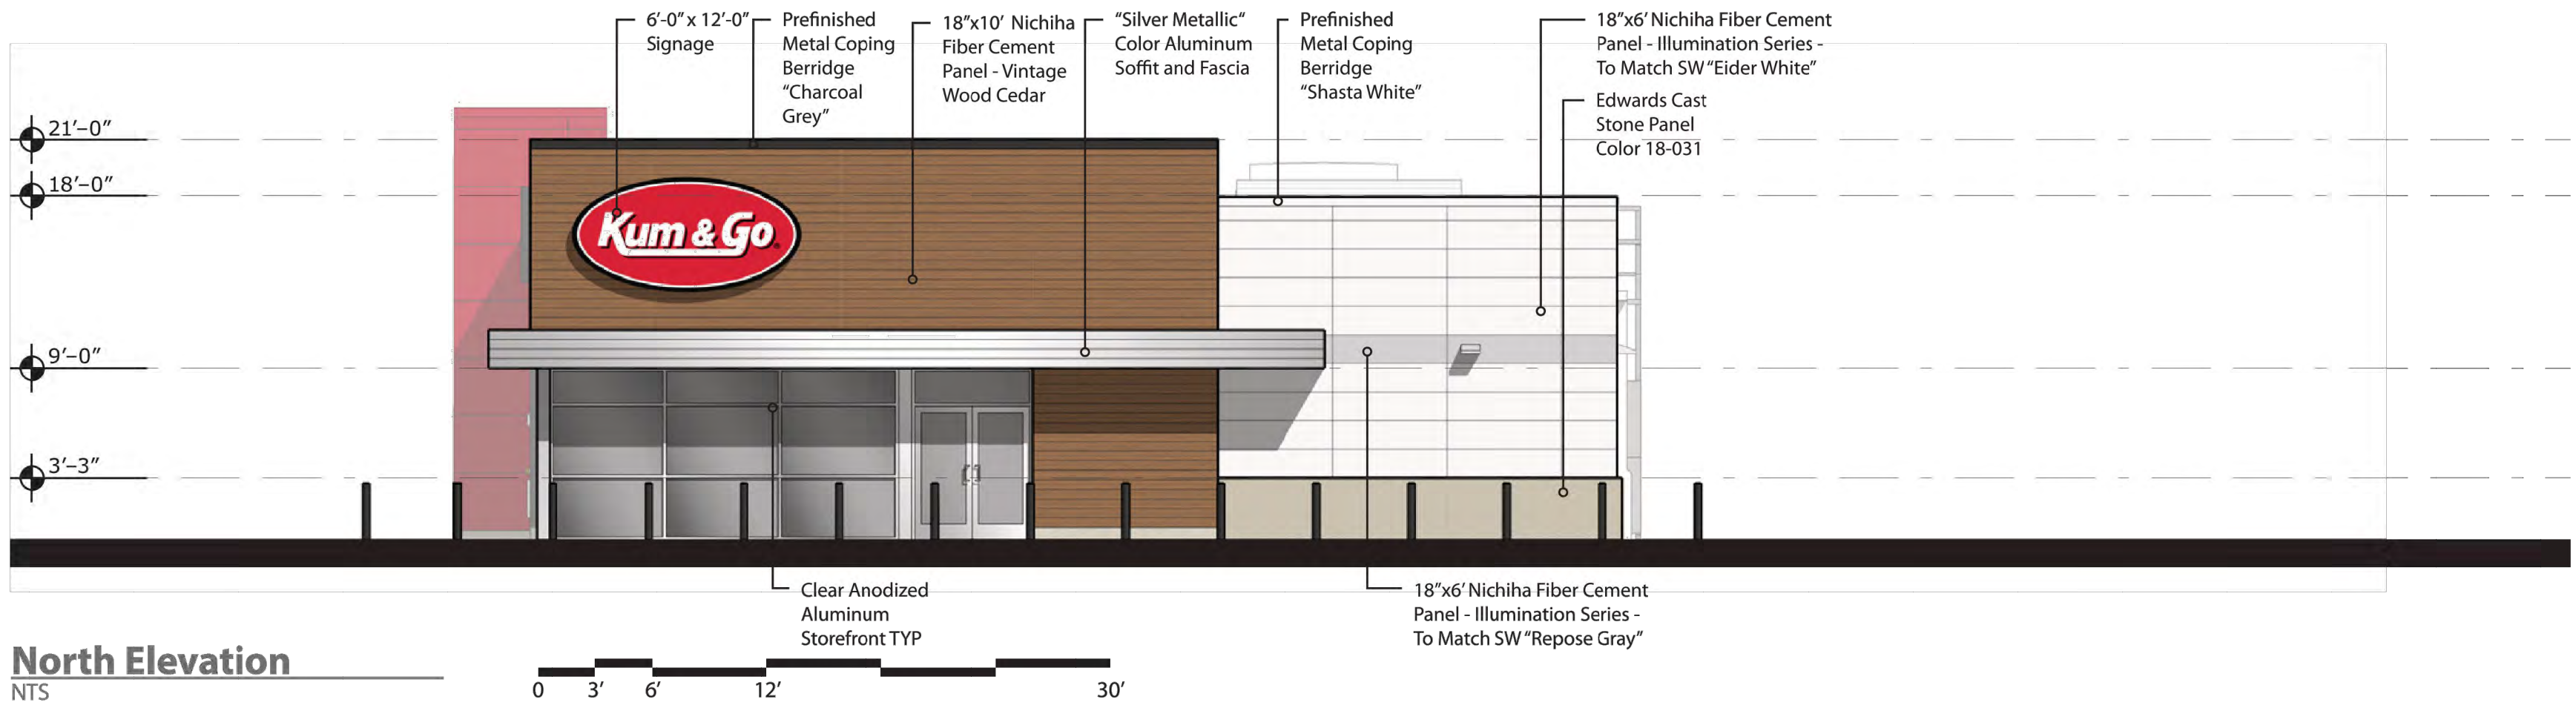 6'-0" x 12'-0"
Signage
Prefinished
Metal Coping
Berridge
"Charcoal
Grey"
18"x10' Nichiha
Fiber Cement
Panel - Vintage
Wood Cedar
"Silver Metallic"
Color Aluminum
Soffit and Fascia
Prefinished
Metal Coping
Berridge
"Shasta White"
18"x6' Nichiha Fiber Cement
Panel - Illumination Series -
To Match SW "Eider White"
Edwards Cast
Stone Panel
Color 18-031
21'-0"
18'-0"
9'-0"
3'-3"
Kum & Go
Clear Anodized
Aluminum
Storefront TYP
18"x6' Nichiha Fiber Cement
Panel - Illumination Series -
To Match SW "Repose Gray"
North Elevation
NTS
0 3' 6' 12' 30'